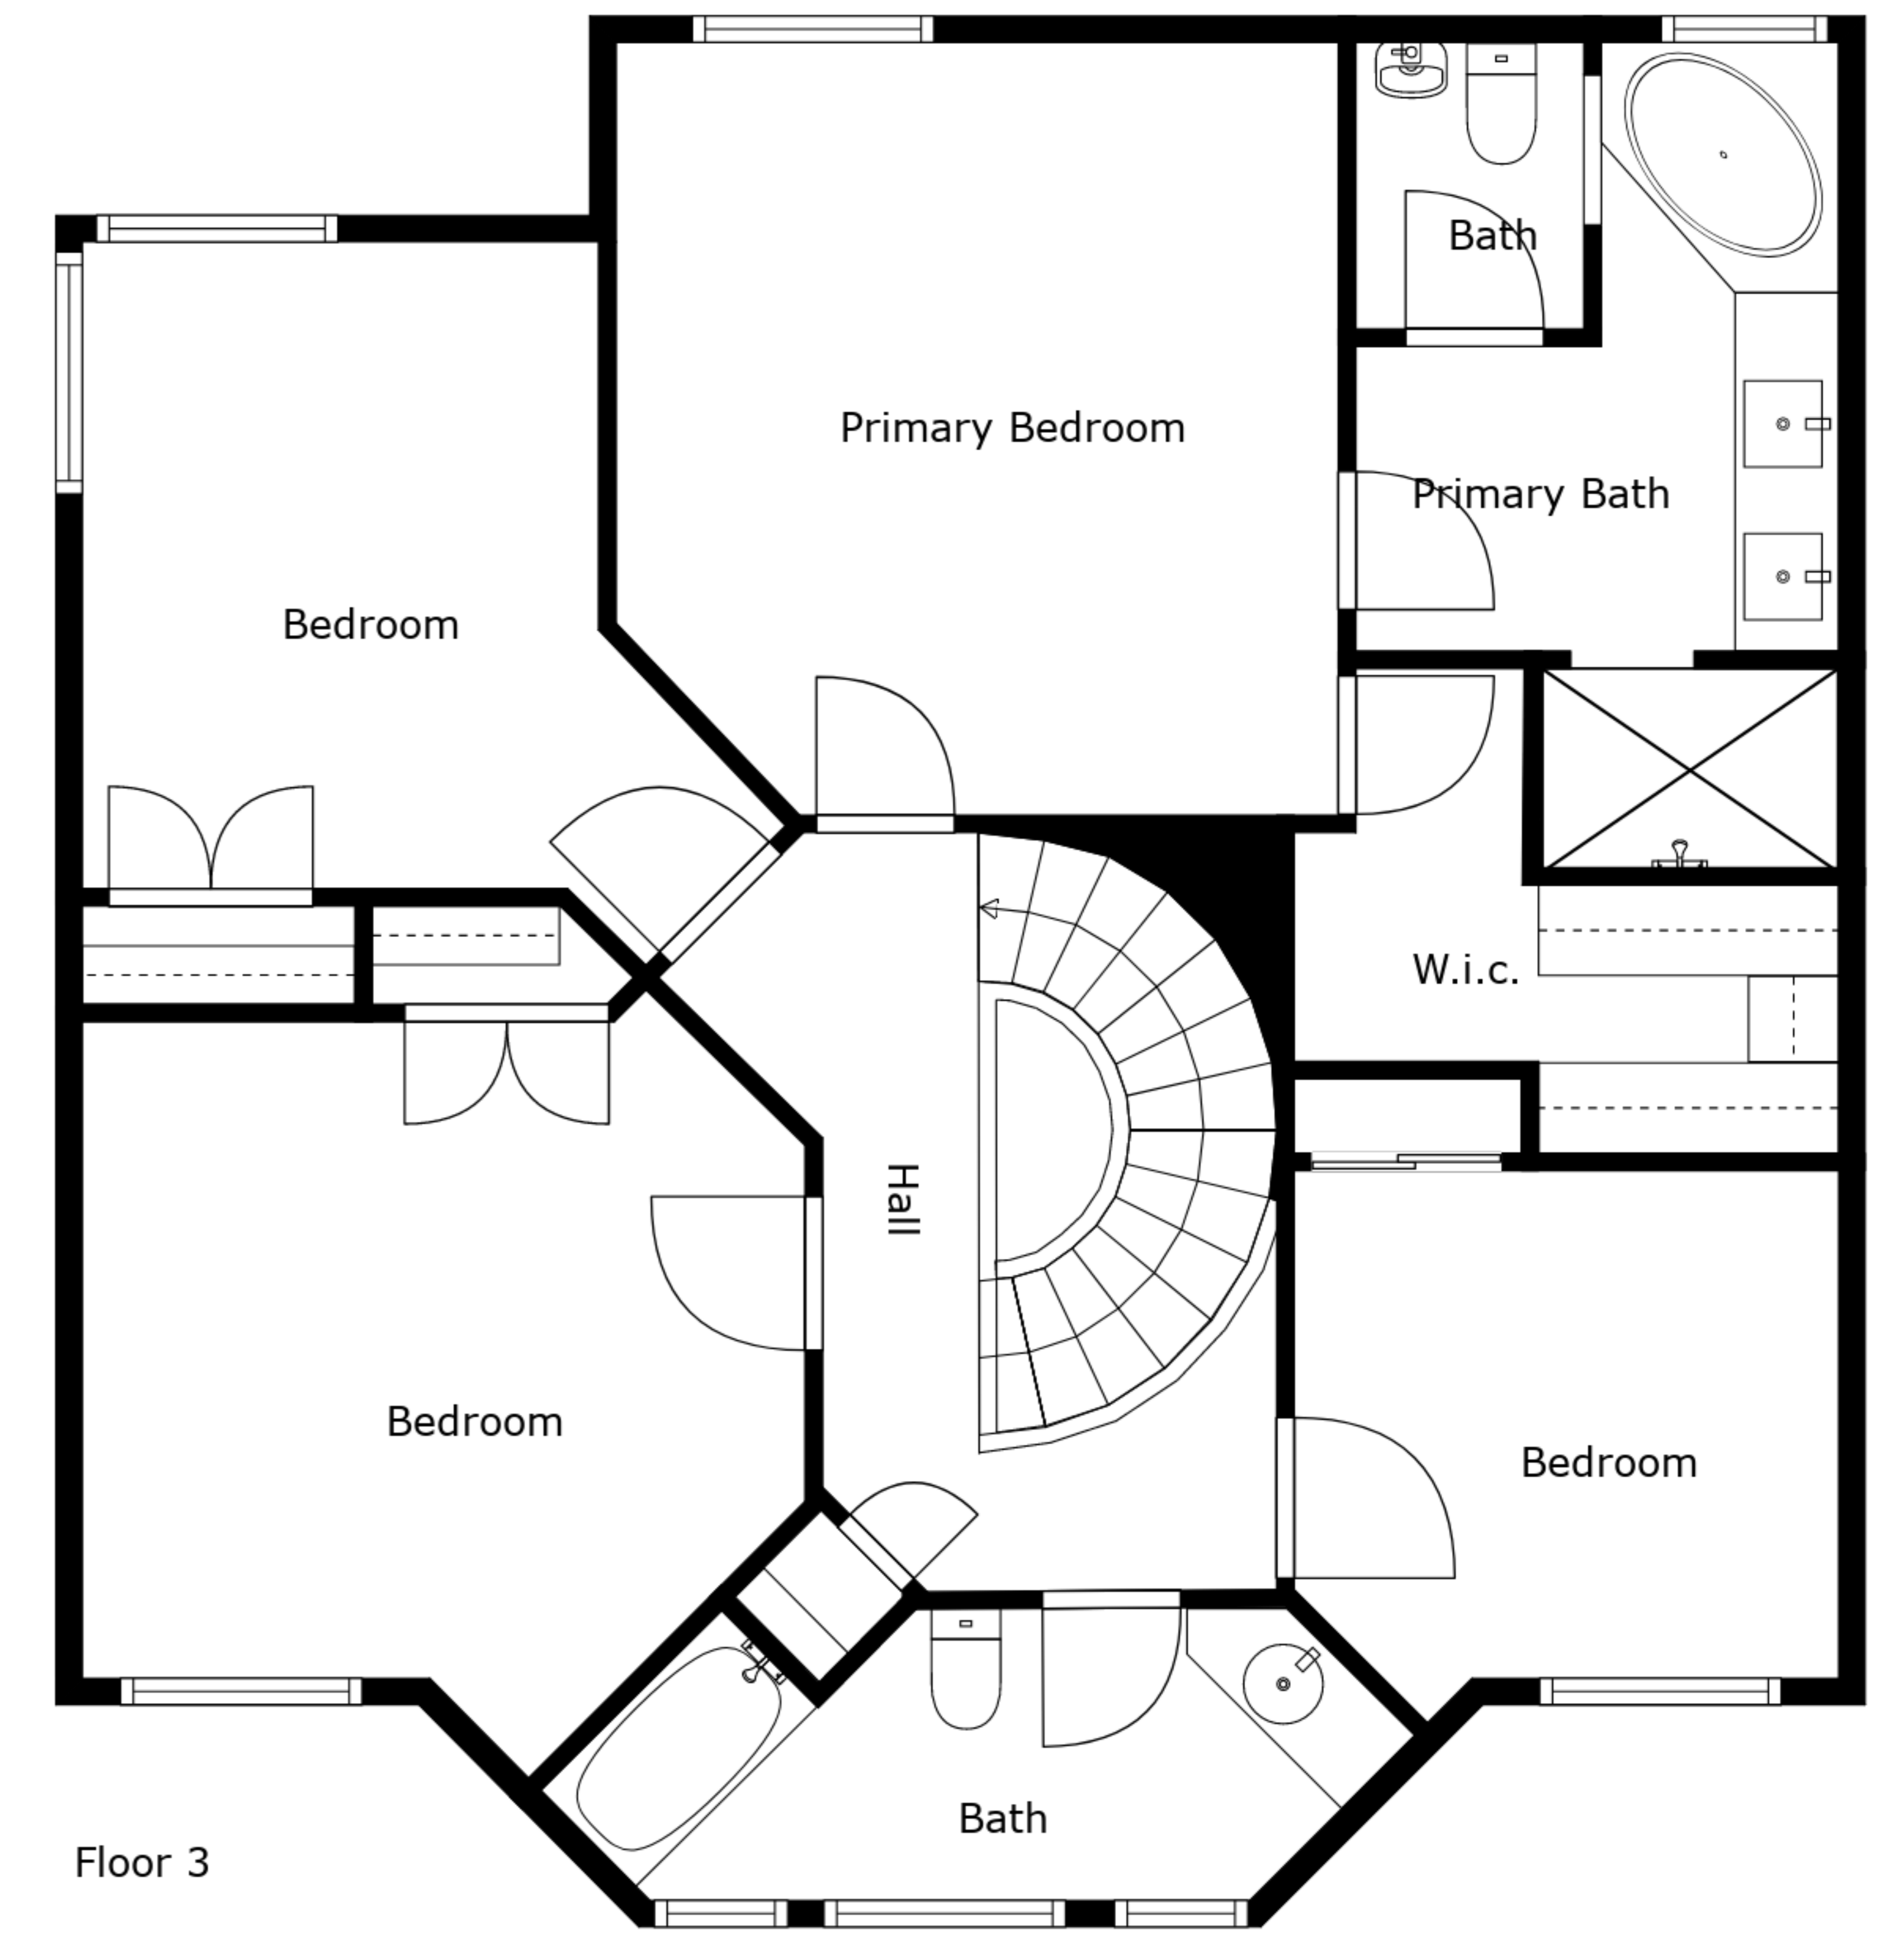 Bath
Primary Bedroom
Primary Bath
Bedroom
W.i.c.
Hall
Bedroom
Bedroom
Bath
Floor 3